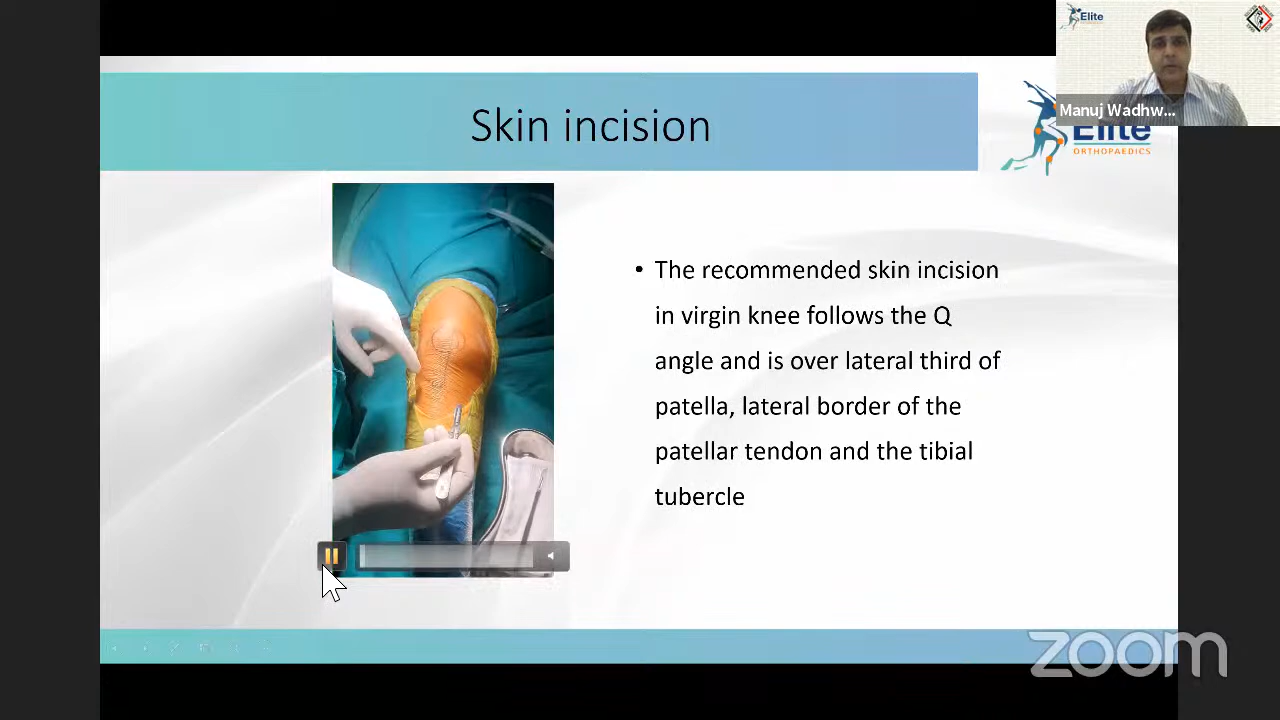 Elite
Manuj Wadhw...
Skin incision
Elite
ORTHOPAEDICS
• The recommended skin incision
in virgin knee follows the Q
angle and is over lateral third of
patella, lateral border of the
patellar tendon and the tibial
tubercle
zoom